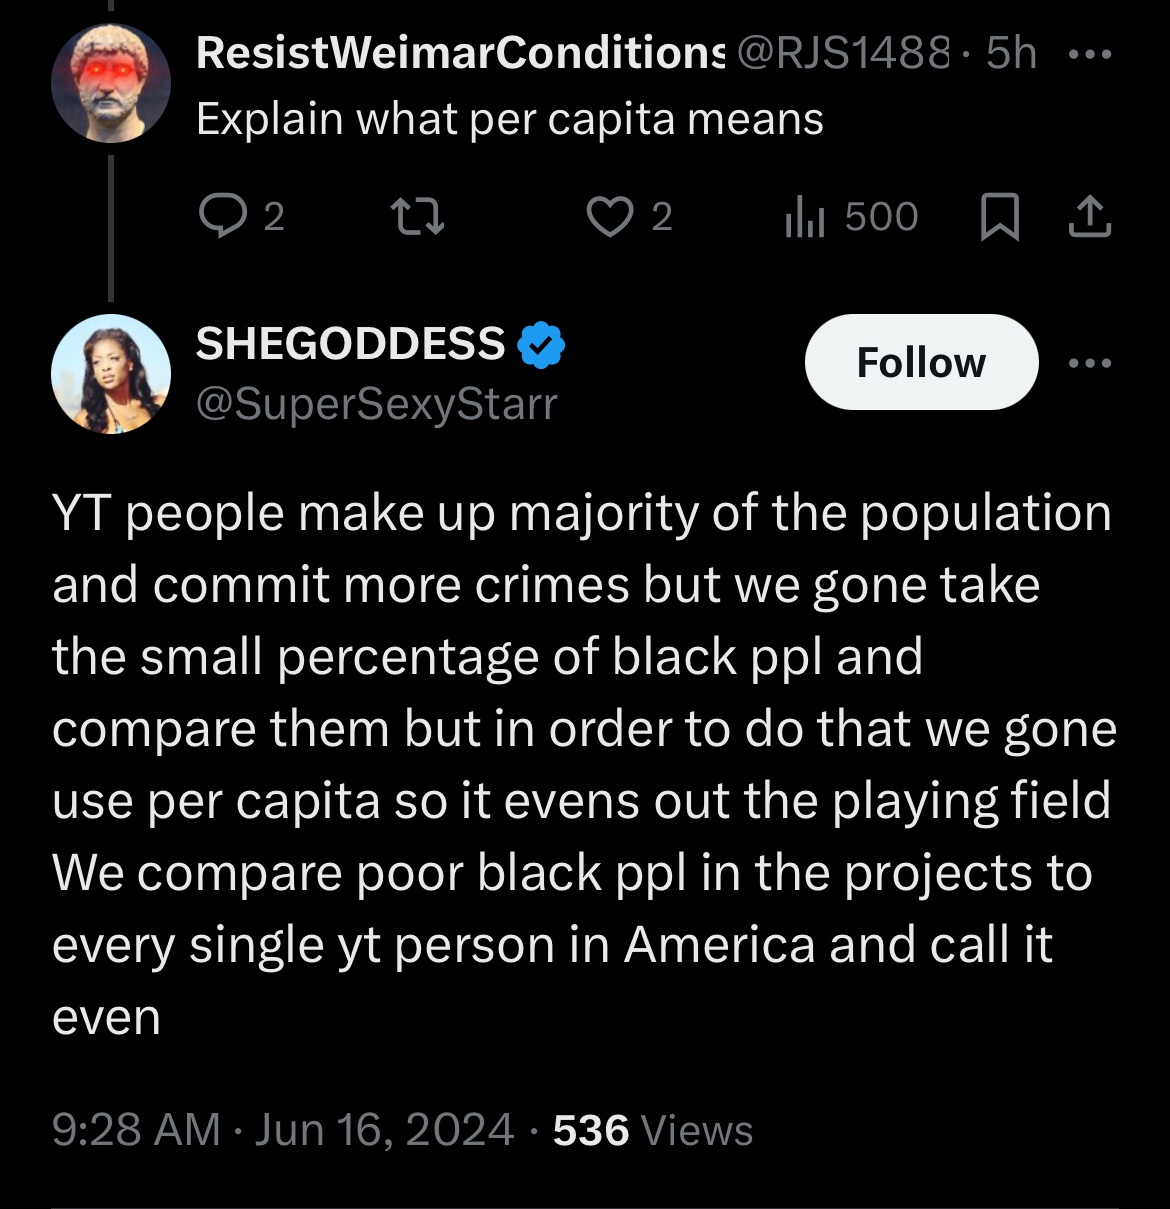 ResistWeimarConditions @RJS1488 · 5h
Explain what per capita means
2 2 500
SHEGODDESS
Follow
@SuperSexyStarr
YT people make up majority of the population
and commit more crimes but we gone take
the small percentage of black ppl and
compare them but in order to do that we gone
use per capita so it evens out the playing field
We compare poor black ppl in the projects to
every single yt person in America and call it
even
9:28 AM · Jun 16, 2024 · 536 Views